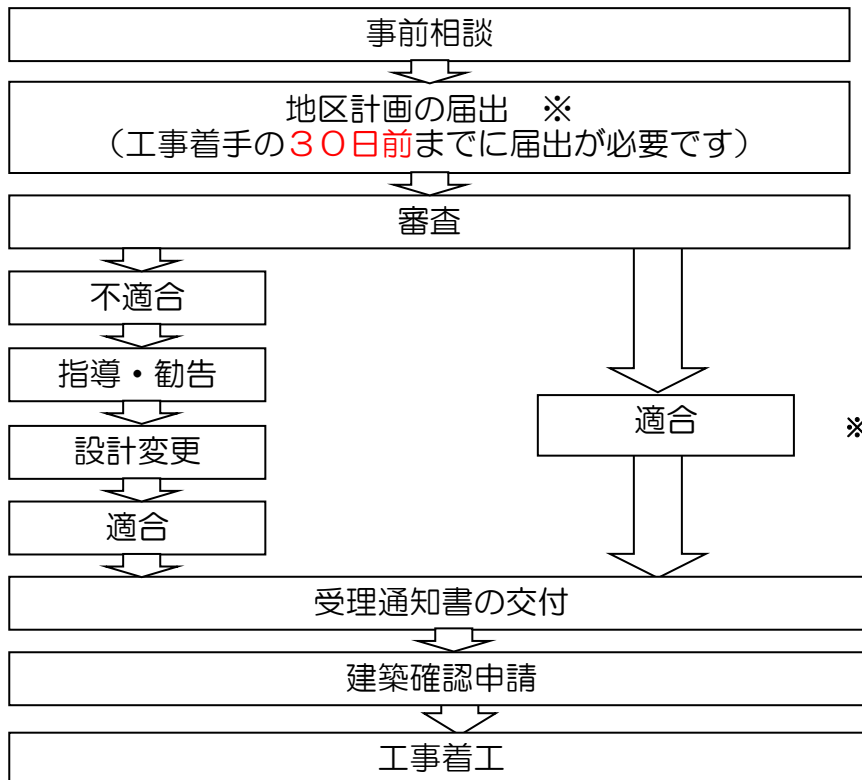 事前相談
地区計画の届出　※
（工事着手の３０日前までに届出が必要です）
審査
不適合
指導・勧告
設計変更
適合
適合
※
受理通知書の交付
建築確認申請
工事着工